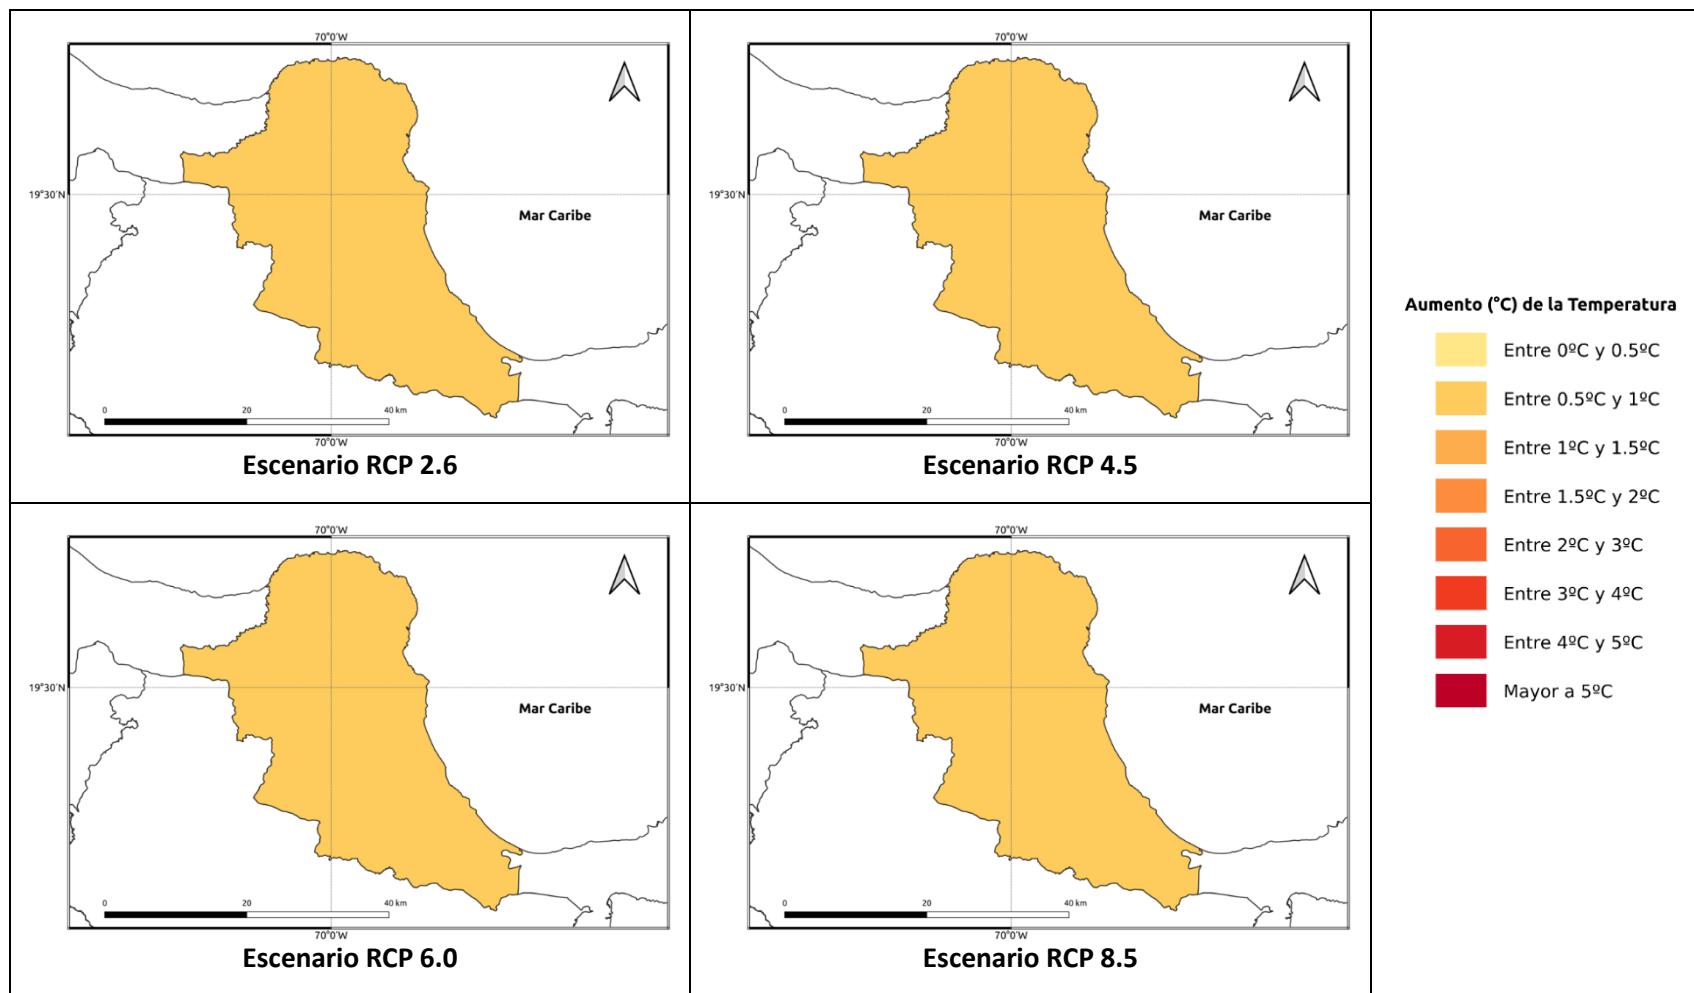 70°0'W
19°30'N
Mar Caribe
0 20 40 km
70°0'W
Escenario RCP 2.6
70°0'W
19°30'N
Mar Caribe
0 20 40 km
70°0'W
Escenario RCP 4.5
70°0'W
19°30'N
Mar Caribe
0 20 40 km
70°0'W
Escenario RCP 6.0
70°0'W
19°30'N
Mar Caribe
0 20 40 km
70°0'W
Escenario RCP 8.5
Aumento (°C) de la Temperatura
Entre 0ºC y 0.5ºC
Entre 0.5ºC y 1ºC
Entre 1ºC y 1.5ºC
Entre 1.5ºC y 2ºC
Entre 2ºC y 3ºC
Entre 3ºC y 4ºC
Entre 4ºC y 5ºC
Mayor a 5ºC